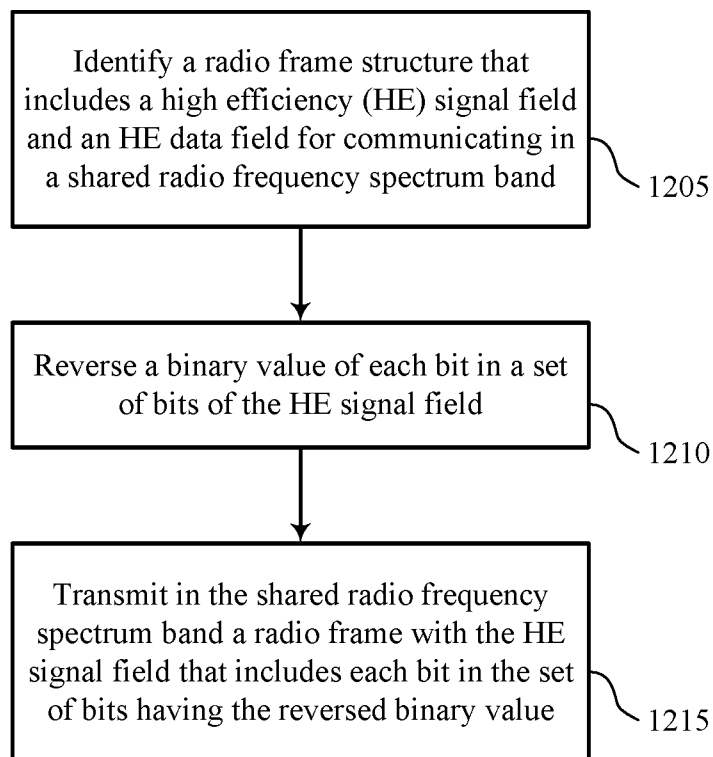 Identify a radio frame structure that
includes a high efficiency (HE) signal field
and an HE data field for communicating in
a shared radio frequency spectrum band
1205
Reverse a binary value of each bit in a set
of bits of the HE signal field
1210
Transmit in the shared radio frequency
spectrum band a radio frame with the HE
signal field that includes each bit in the set
of bits having the reversed binary value
1215